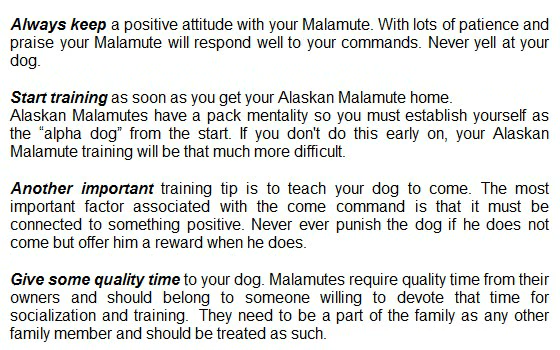 Always keep a positive attitude with your Malamute. With lots of patience and
praise your Malamute will respond well to your commands. Never yell at your
dog.
Start training as soon as you get your Alaskan Malamute home.
Alaskan Malamutes have a pack mentality so you must establish yourself as
the “alpha dog” from the start. If you don't do this early on, your Alaskan
Malamute training will be that much more difficult.
Another important training tip is to teach your dog to come. The most
important factor associated with the come command is that it must be
connected to something positive. Never ever punish the dog if he does not
come but offer him a reward when he does.
Give some quality time to your dog. Malamutes require quality time from their
owners and should belong to someone willing to devote that time for
socialization and training. They need to be a part of the family as any other
family member and should be treated as such.